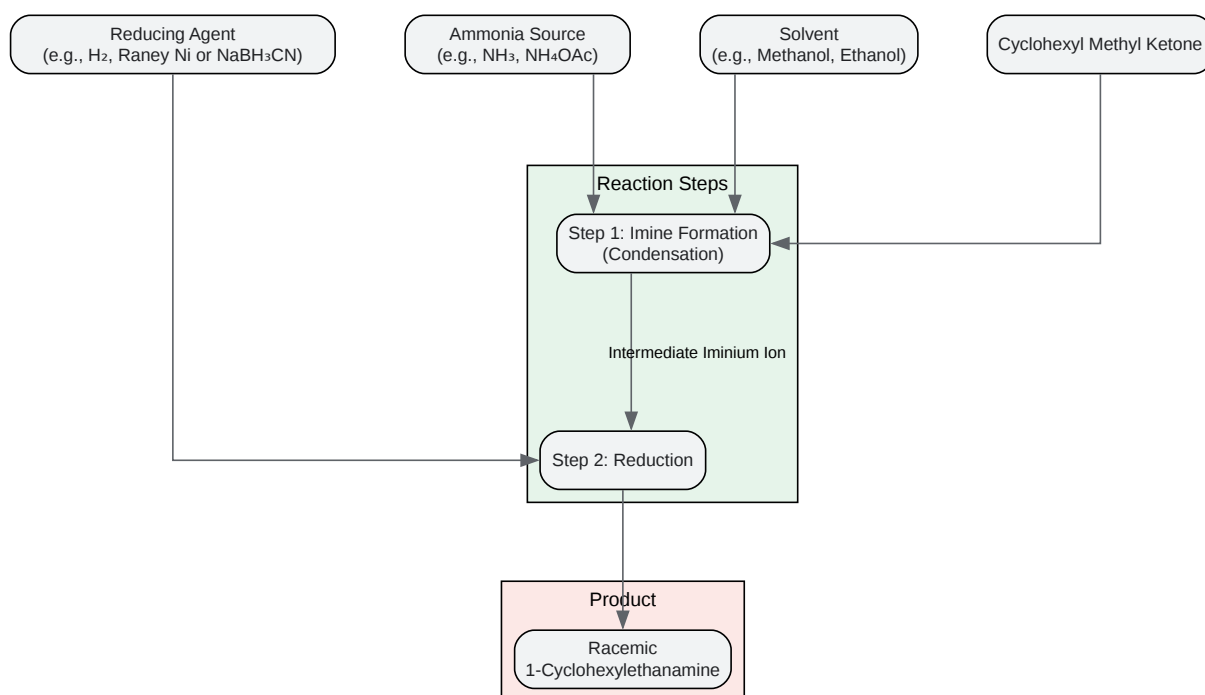 Reducing Agent
(e.g., H₂, Raney Ni or NaBH₃CN)
Ammonia Source
(e.g., NH₃, NH₄OAc)
Solvent
(e.g., Methanol, Ethanol)
Cyclohexyl Methyl Ketone
Reaction Steps
Step 1: Imine Formation
(Condensation)
Intermediate Iminium Ion
Step 2: Reduction
Product
Racemic
1-Cyclohexylethanamine